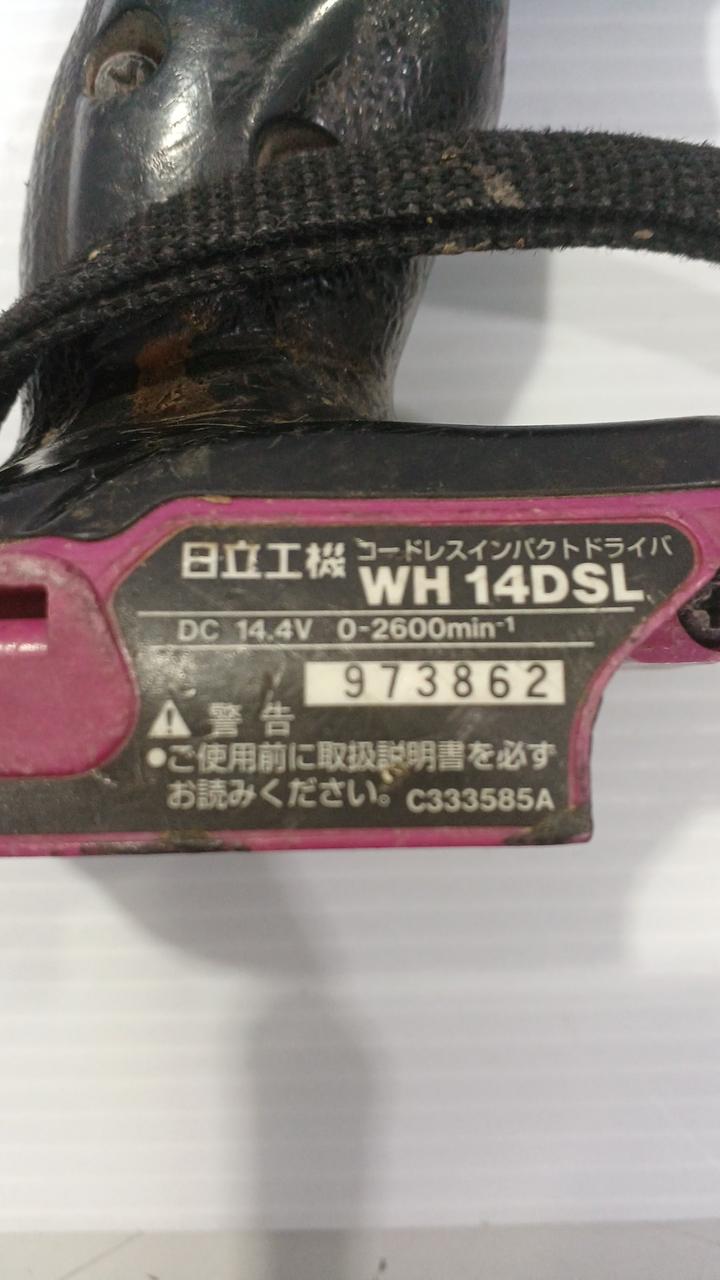 日立工機 コードレスインパクトドライバ
WH 14DSL
DC 14.4V 0-2600min⁻¹
973862
警告
●ご使用前に取扱説明書を必ず
お読みください。 C333585A